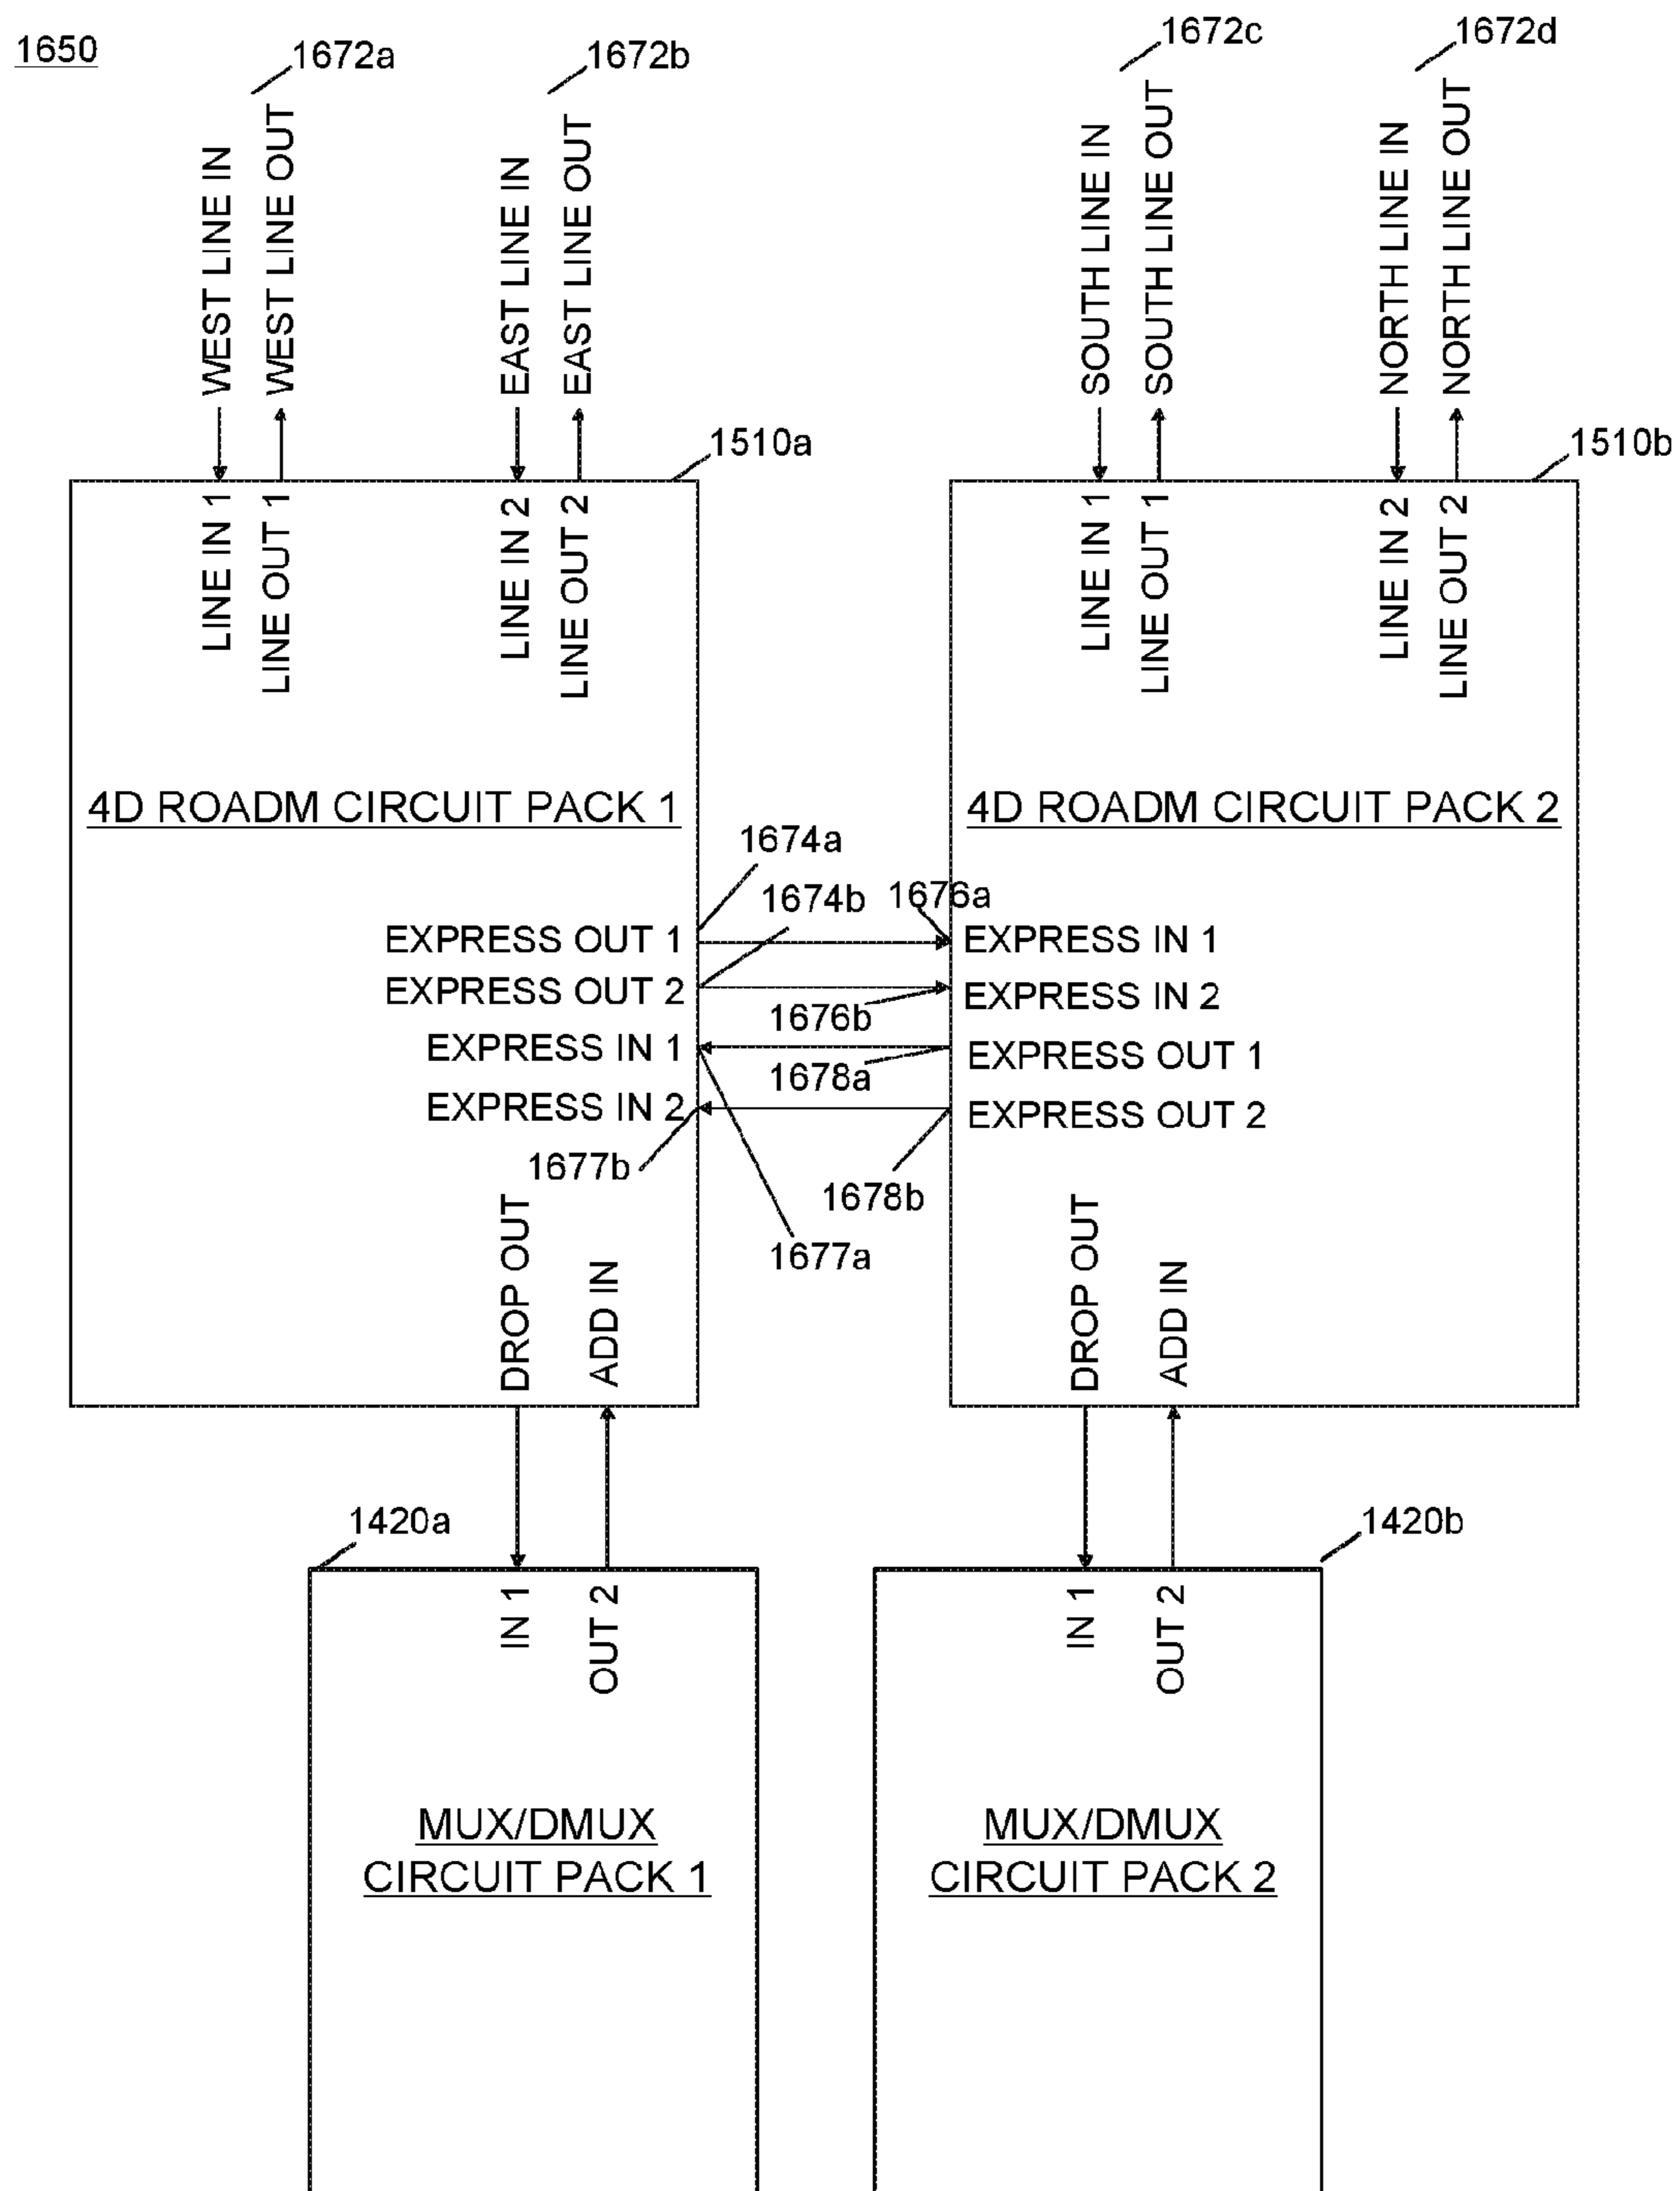 1650
1672a
1672b
1672c
1672d
WEST LINE IN
WEST LINE OUT
EAST LINE IN
EAST LINE OUT
SOUTH LINE IN
SOUTH LINE OUT
NORTH LINE IN
NORTH LINE OUT
1510a
1510b
LINE IN 1
LINE OUT 1
LINE IN 2
LINE OUT 2
LINE IN 1
LINE OUT 1
LINE IN 2
LINE OUT 2
4D ROADM CIRCUIT PACK 1
4D ROADM CIRCUIT PACK 2
1674a
1674b
1676a
EXPRESS OUT 1
EXPRESS IN 1
EXPRESS OUT 2
EXPRESS IN 2
1676b
EXPRESS IN 1
EXPRESS OUT 1
1678a
EXPRESS IN 2
EXPRESS OUT 2
1677b
1678b
1677a
DROP OUT
ADD IN
DROP OUT
ADD IN
1420a
1420b
IN 1
OUT 2
IN 1
OUT 2
MUX/DMUX
CIRCUIT PACK 1
MUX/DMUX
CIRCUIT PACK 2